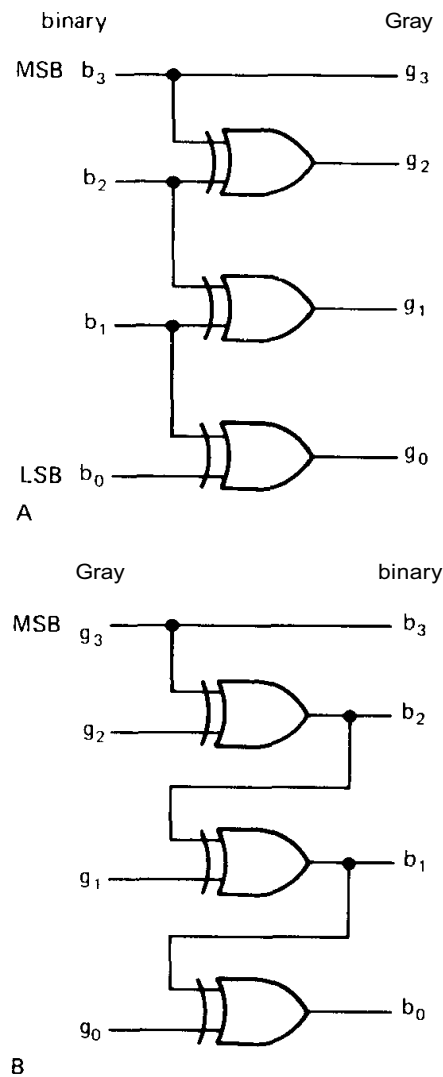 binary Gray
MSB b₃ g₃
g₂
b₂
g₁
b₁
g₀
LSB b₀
A
Gray binary
MSB g₃ b₃
b₂
g₂
b₁
g₁
b₀
g₀
B